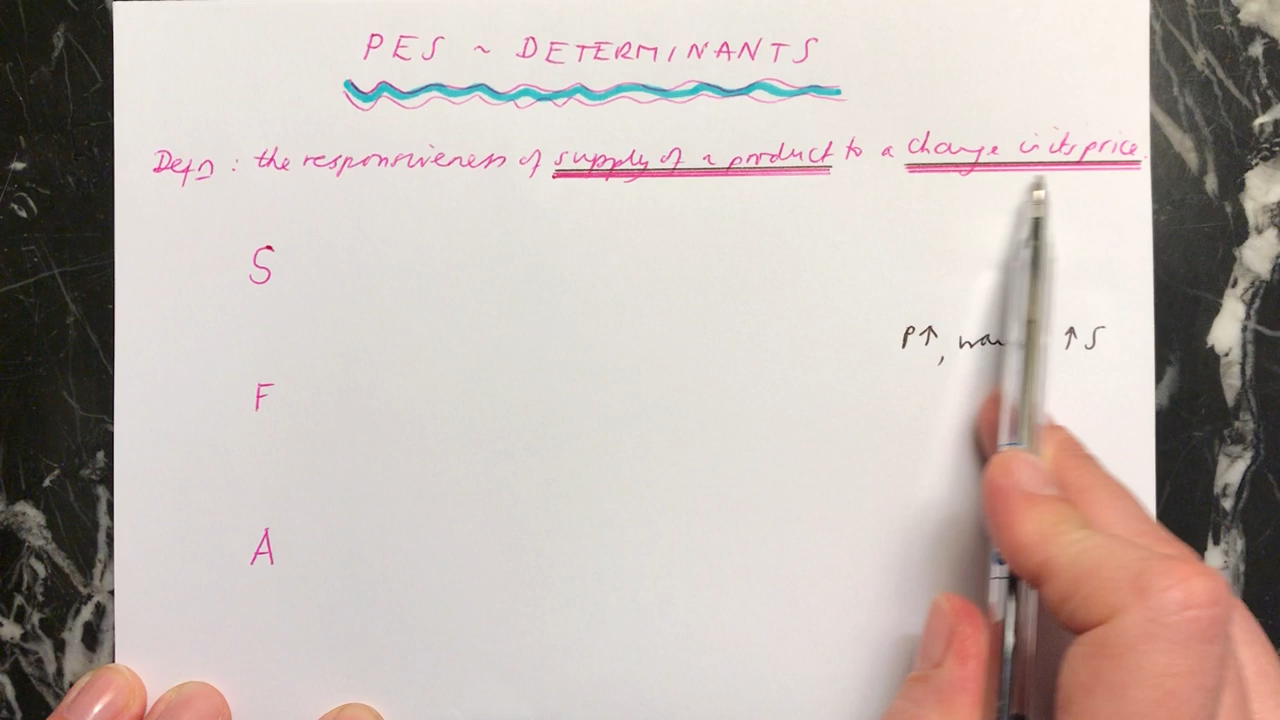 PES ~ DETERMINANTS
Defn : the responsiveness of supply of a product to a change in its price.
S
P↑, ↑ S
F
A